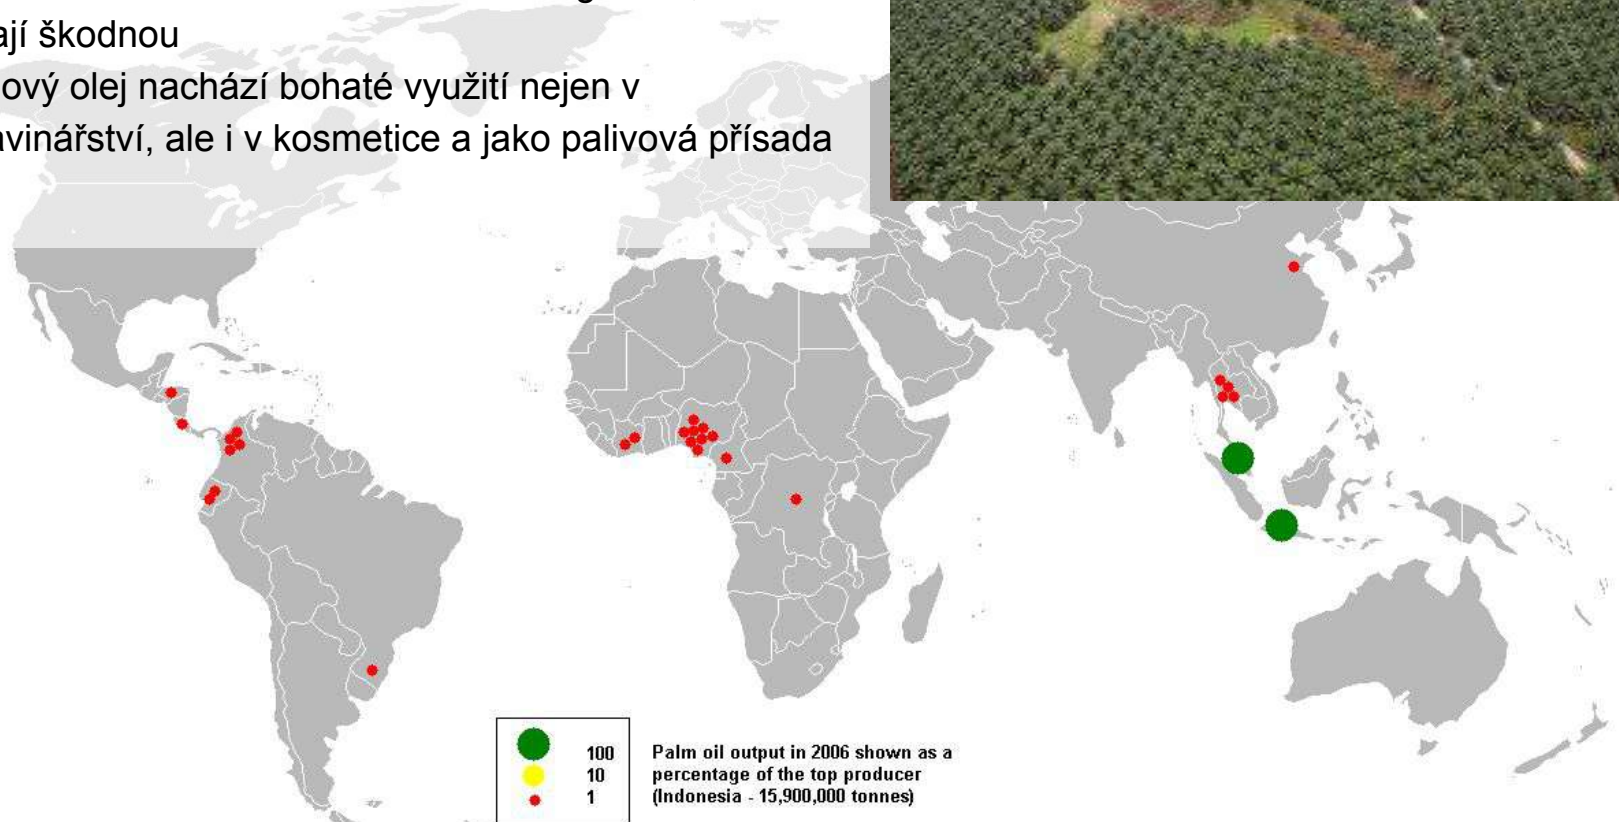 ají škodnou
ový olej nachází bohaté využití nejen v
avinářství, ale i v kosmetice a jako palivová přísada
100
10
1
Palm oil output in 2006 shown as a
percentage of the top producer
(Indonesia - 15,900,000 tonnes)